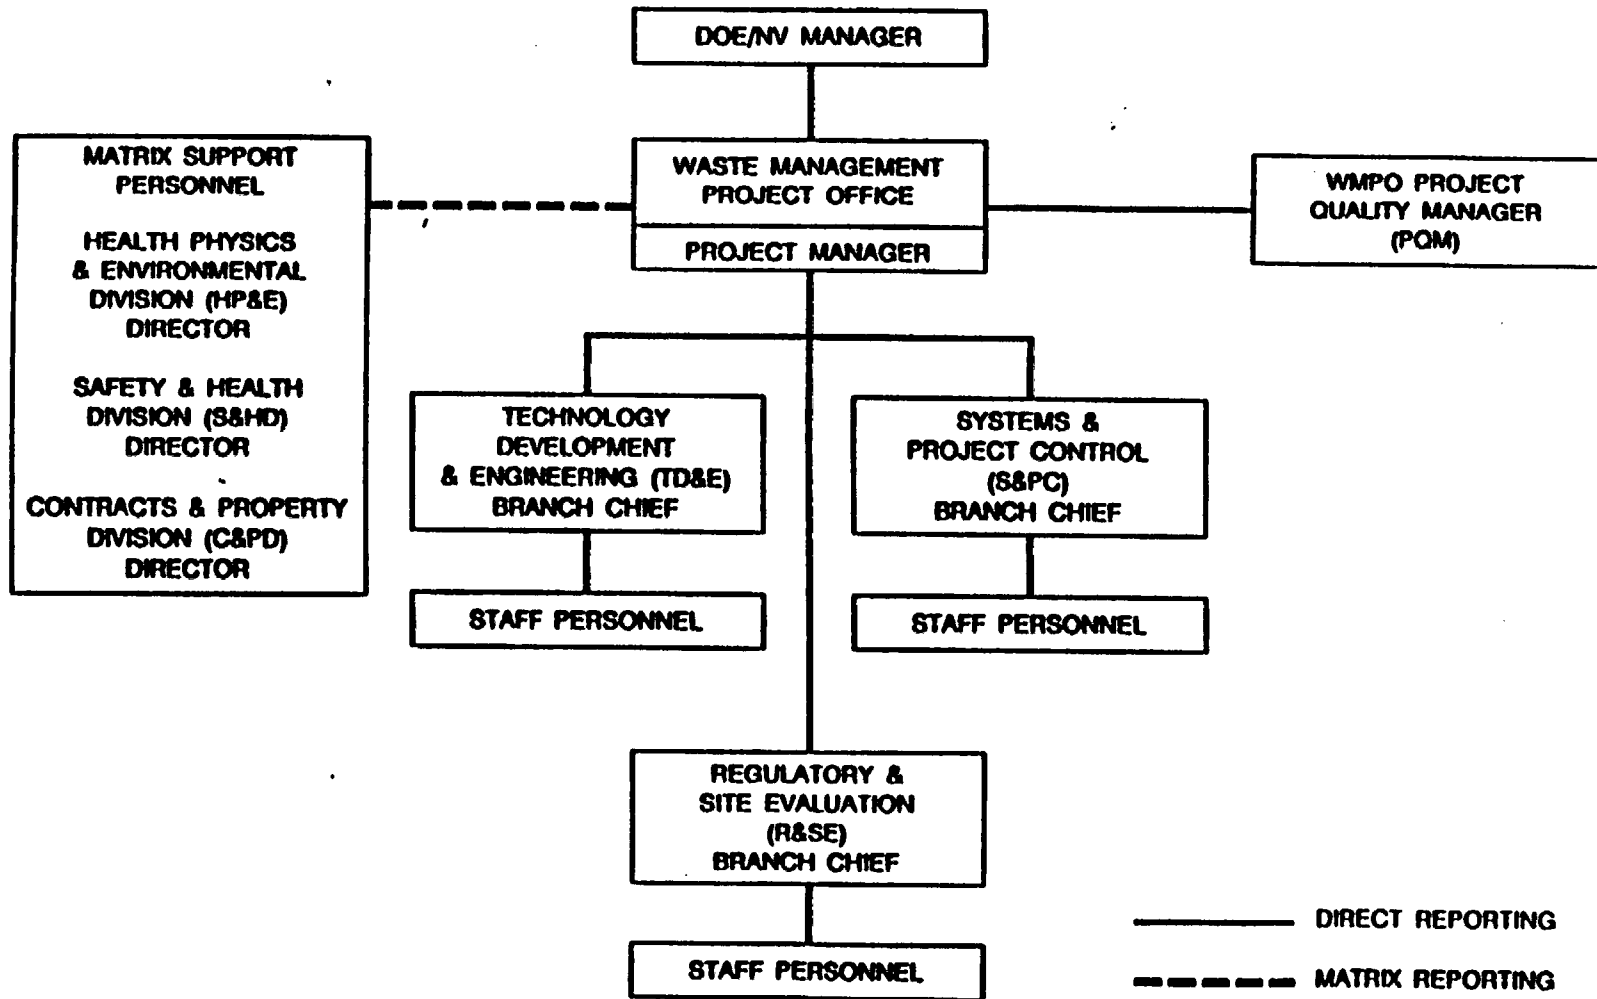 DOE/NV MANAGER
MATRIX SUPPORT
PERSONNEL
HEALTH PHYSICS
& ENVIRONMENTAL
DIVISION (HP&E)
DIRECTOR
SAFETY & HEALTH
DIVISION (S&HD)
DIRECTOR
CONTRACTS & PROPERTY
DIVISION (C&PD)
DIRECTOR
WASTE MANAGEMENT
PROJECT OFFICE
PROJECT MANAGER
WMPO PROJECT
QUALITY MANAGER
(PQM)
TECHNOLOGY
DEVELOPMENT
& ENGINEERING (TD&E)
BRANCH CHIEF
STAFF PERSONNEL
SYSTEMS &
PROJECT CONTROL
(S&PC)
BRANCH CHIEF
STAFF PERSONNEL
REGULATORY &
SITE EVALUATION
(R&SE)
BRANCH CHIEF
STAFF PERSONNEL
DIRECT REPORTING
MATRIX REPORTING